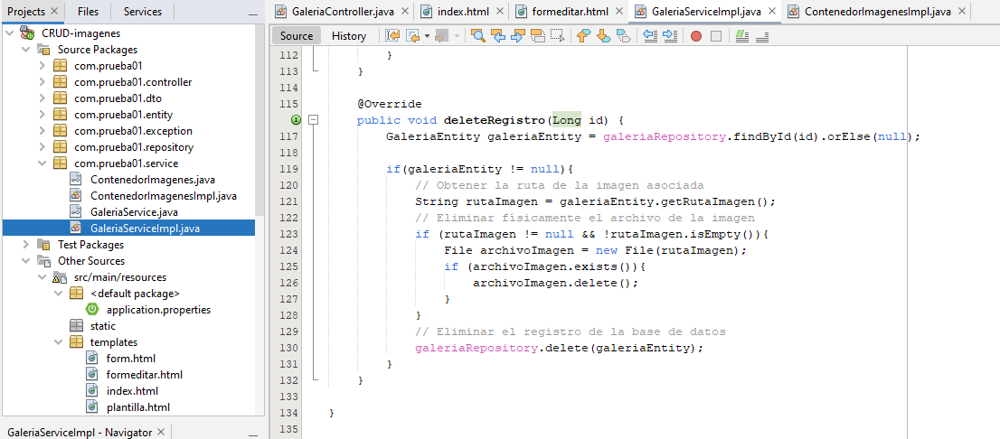 Projects Files Services
CRUD-imagenes
Source Packages
com.prueba01
com.prueba01.controller
com.prueba01.dto
com.prueba01.entity
com.prueba01.exception
com.prueba01.repository
com.prueba01.service
ContenedorImagenes.java
ContenedorImagenesImpl.java
GaleriaService.java
GaleriaServiceImpl.java
Test Packages
Other Sources
src/main/resources
<default package>
application.properties
static
templates
form.html
formeditar.html
index.html
plantilla.html
GaleriaServiceImpl - Navigator
GaleriaController.java index.html formeditar.html GaleriaServiceImpl.java ContenedorImagenesImpl.java
Source History
112 }
113 }
114
115 @Override
public void deleteRegistro(Long id) {
117 GaleriaEntity galeriaEntity = galeriaRepository.findById(id).orElse(null);
118
119 if(galeriaEntity != null){
120 // Obtener la ruta de la imagen asociada
121 String rutaImagen = galeriaEntity.getRutaImagen();
122 // Eliminar físicamente el archivo de la imagen
123 if (rutaImagen != null && !rutaImagen.isEmpty()){
124 File archivoImagen = new File(rutaImagen);
125 if (archivoImagen.exists()){
126 archivoImagen.delete();
127 }
128 }
129 // Eliminar el registro de la base de datos
130 galeriaRepository.delete(galeriaEntity);
131 }
132 }
133
134 }
135